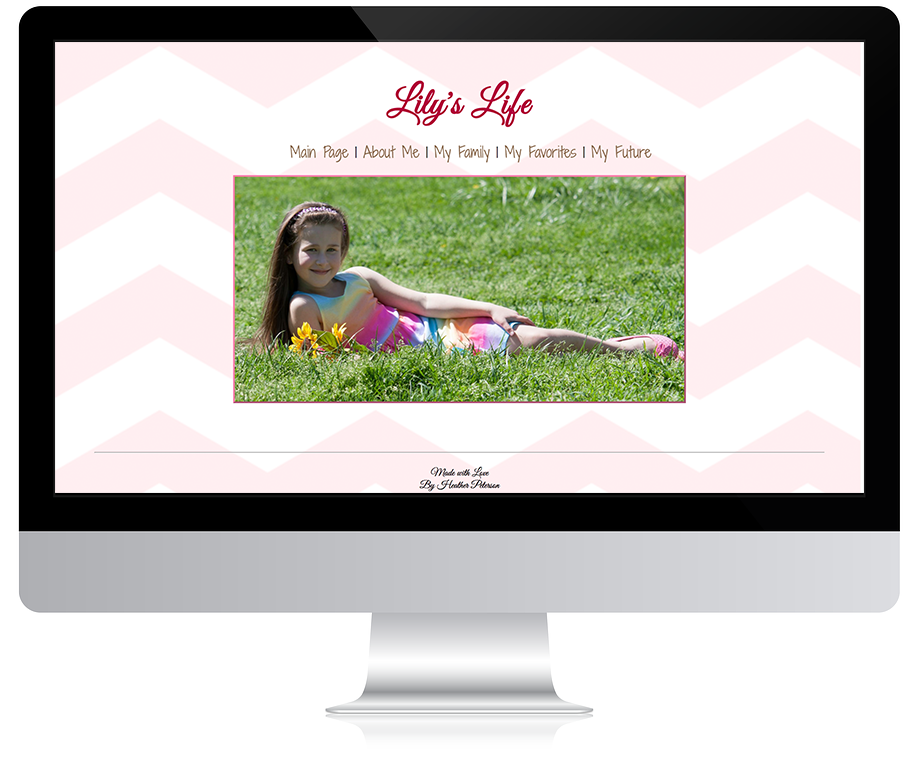 Lily's Life
Main Page | About Me | My Family | My Favorites | My Future
Made with Love
By Heather Peterson